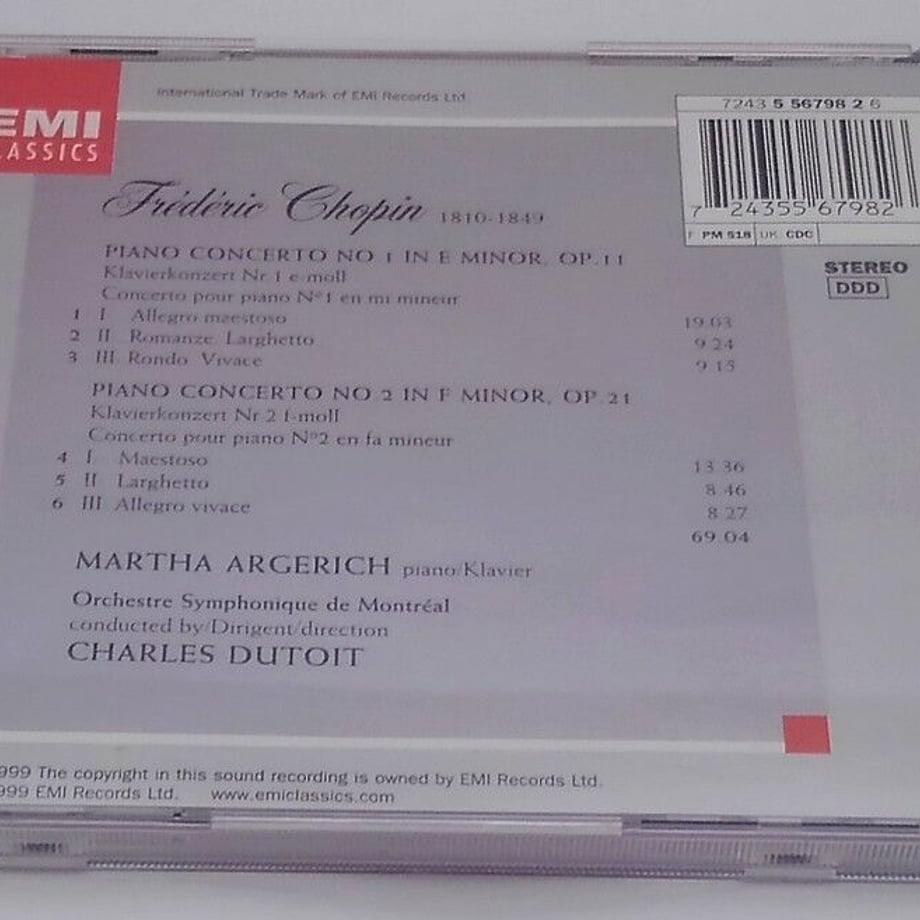 EMI
CLASSICS
International Trade Mark of EMI Records Ltd.
7243 5 56798 2 6
7 24355 67982
F PM 518 UK CDC
STEREO
DDD
Frédéric Chopin 1810-1849
PIANO CONCERTO NO 1 IN E MINOR, OP.11
Klavierkonzert Nr 1 e-moll
Concerto pour piano N°1 en mi mineur
1 I Allegro maestoso 19.03
2 II Romanze. Larghetto 9.24
3 III Rondo. Vivace 9.15
PIANO CONCERTO NO 2 IN F MINOR, OP.21
Klavierkonzert Nr 2 f-moll
Concerto pour piano N°2 en fa mineur
4 I Maestoso 13.36
5 II Larghetto 8.46
6 III Allegro vivace 8.27
69.04
MARTHA ARGERICH piano/Klavier
Orchestre Symphonique de Montréal
conducted by/Dirigent/direction
CHARLES DUTOIT
999 The copyright in this sound recording is owned by EMI Records Ltd.
999 EMI Records Ltd. www.emiclassics.com